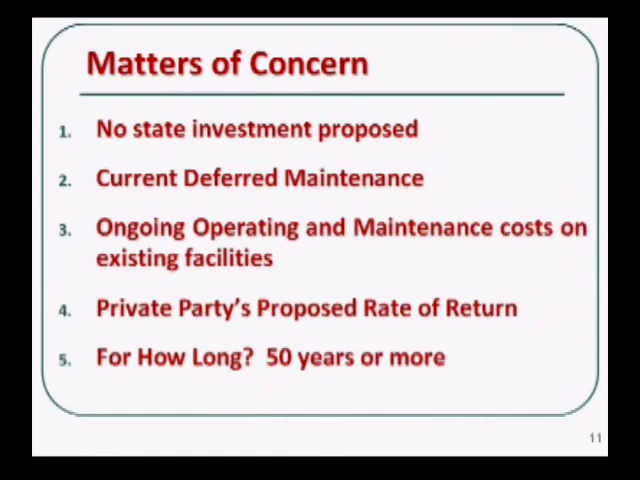 Matters of Concern
1. No state investment proposed
2. Current Deferred Maintenance
3. Ongoing Operating and Maintenance costs on
existing facilities
4. Private Party's Proposed Rate of Return
5. For How Long? 50 years or more
11